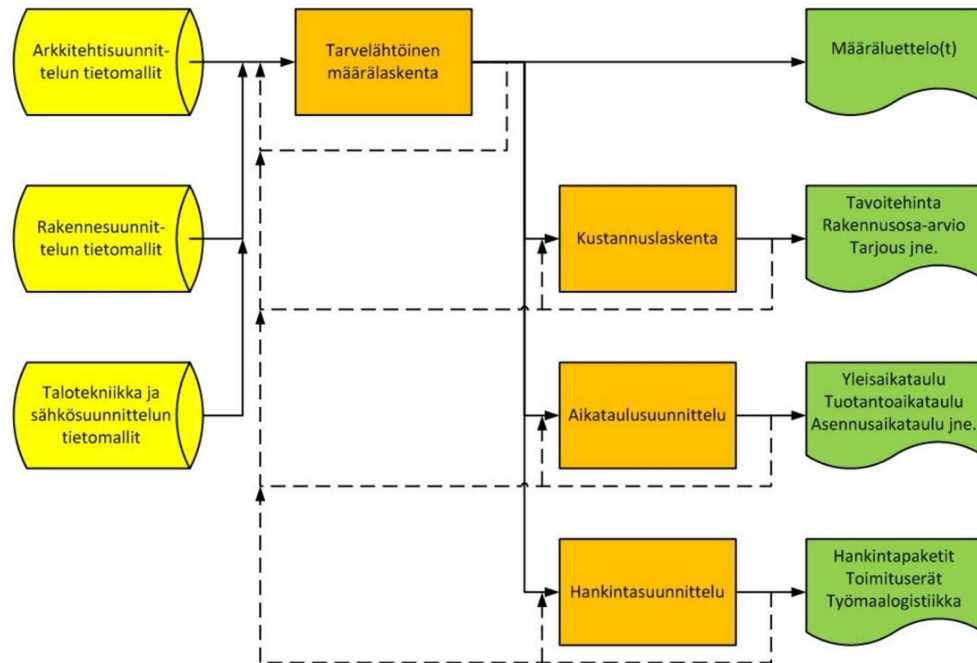 Arkkitehtisuunnit-
telun tietomallit
Tarvelähtöinen
määrälaskenta
Määräluettelo(t)
Rakennesuunnit-
telun tietomallit
Kustannuslaskenta
Tavoitehinta
Rakennusosa-arvio
Tarjous jne.
Talotekniikka ja
sähkösuunnittelun
tietomallit
Aikataulusuunnittelu
Yleisaikataulu
Tuotantoaikataulu
Asennusaikataulu jne.
Hankintasuunnittelu
Hankintapaketit
Toimituserät
Työmaalogistiikka